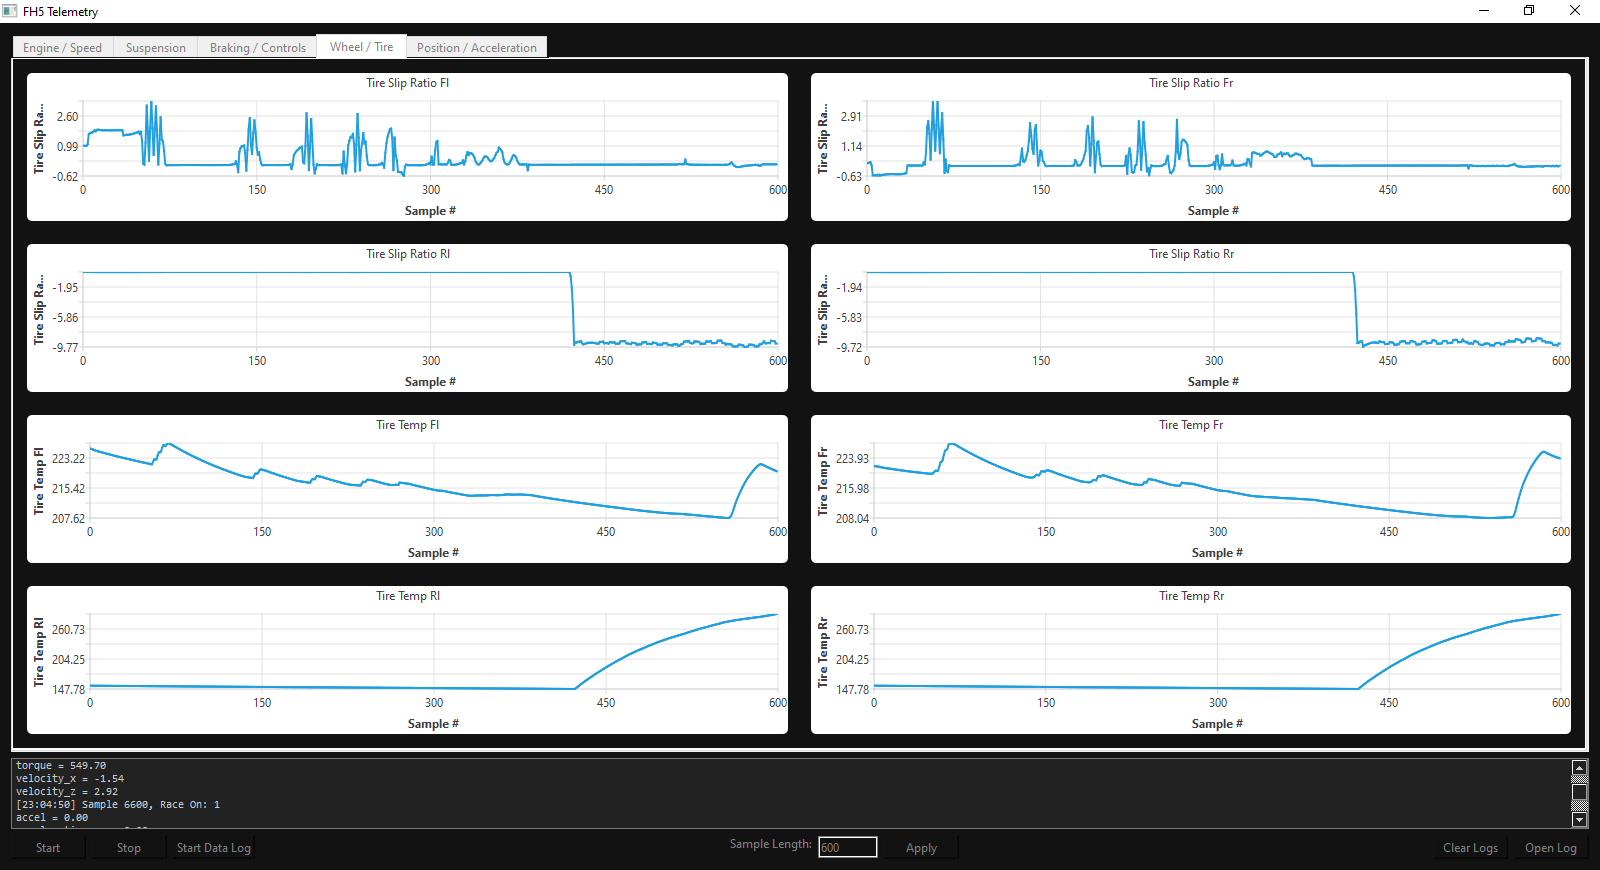 FH5 Telemetry
Engine / Speed Suspension Braking / Controls Wheel / Tire Position / Acceleration
Tire Slip Ratio Fl
Tire Slip Ra...
2.60
0.99
-0.62
0 150 300 450 600
Sample #
Tire Slip Ratio Fr
Tire Slip Ra...
2.91
1.14
-0.63
0 150 300 450 600
Sample #
Tire Slip Ratio Rl
Tire Slip Ra...
-1.95
-5.86
-9.77
0 150 300 450 600
Sample #
Tire Slip Ratio Rr
Tire Slip Ra...
-1.94
-5.83
-9.72
0 150 300 450 600
Sample #
Tire Temp Fl
Tire Temp Fl
223.22
215.42
207.62
0 150 300 450 600
Sample #
Tire Temp Fr
Tire Temp Fr
223.93
215.98
208.04
0 150 300 450 600
Sample #
Tire Temp Rl
Tire Temp Rl
260.73
204.25
147.78
0 150 300 450 600
Sample #
Tire Temp Rr
Tire Temp Rr
260.73
204.25
147.78
0 150 300 450 600
Sample #
torque = 549.70
velocity_x = -1.54
velocity_z = 2.92
[23:04:50] Sample 6600, Race On: 1
accel = 0.00
Start Stop Start Data Log Sample Length: 600 Apply Clear Logs Open Log